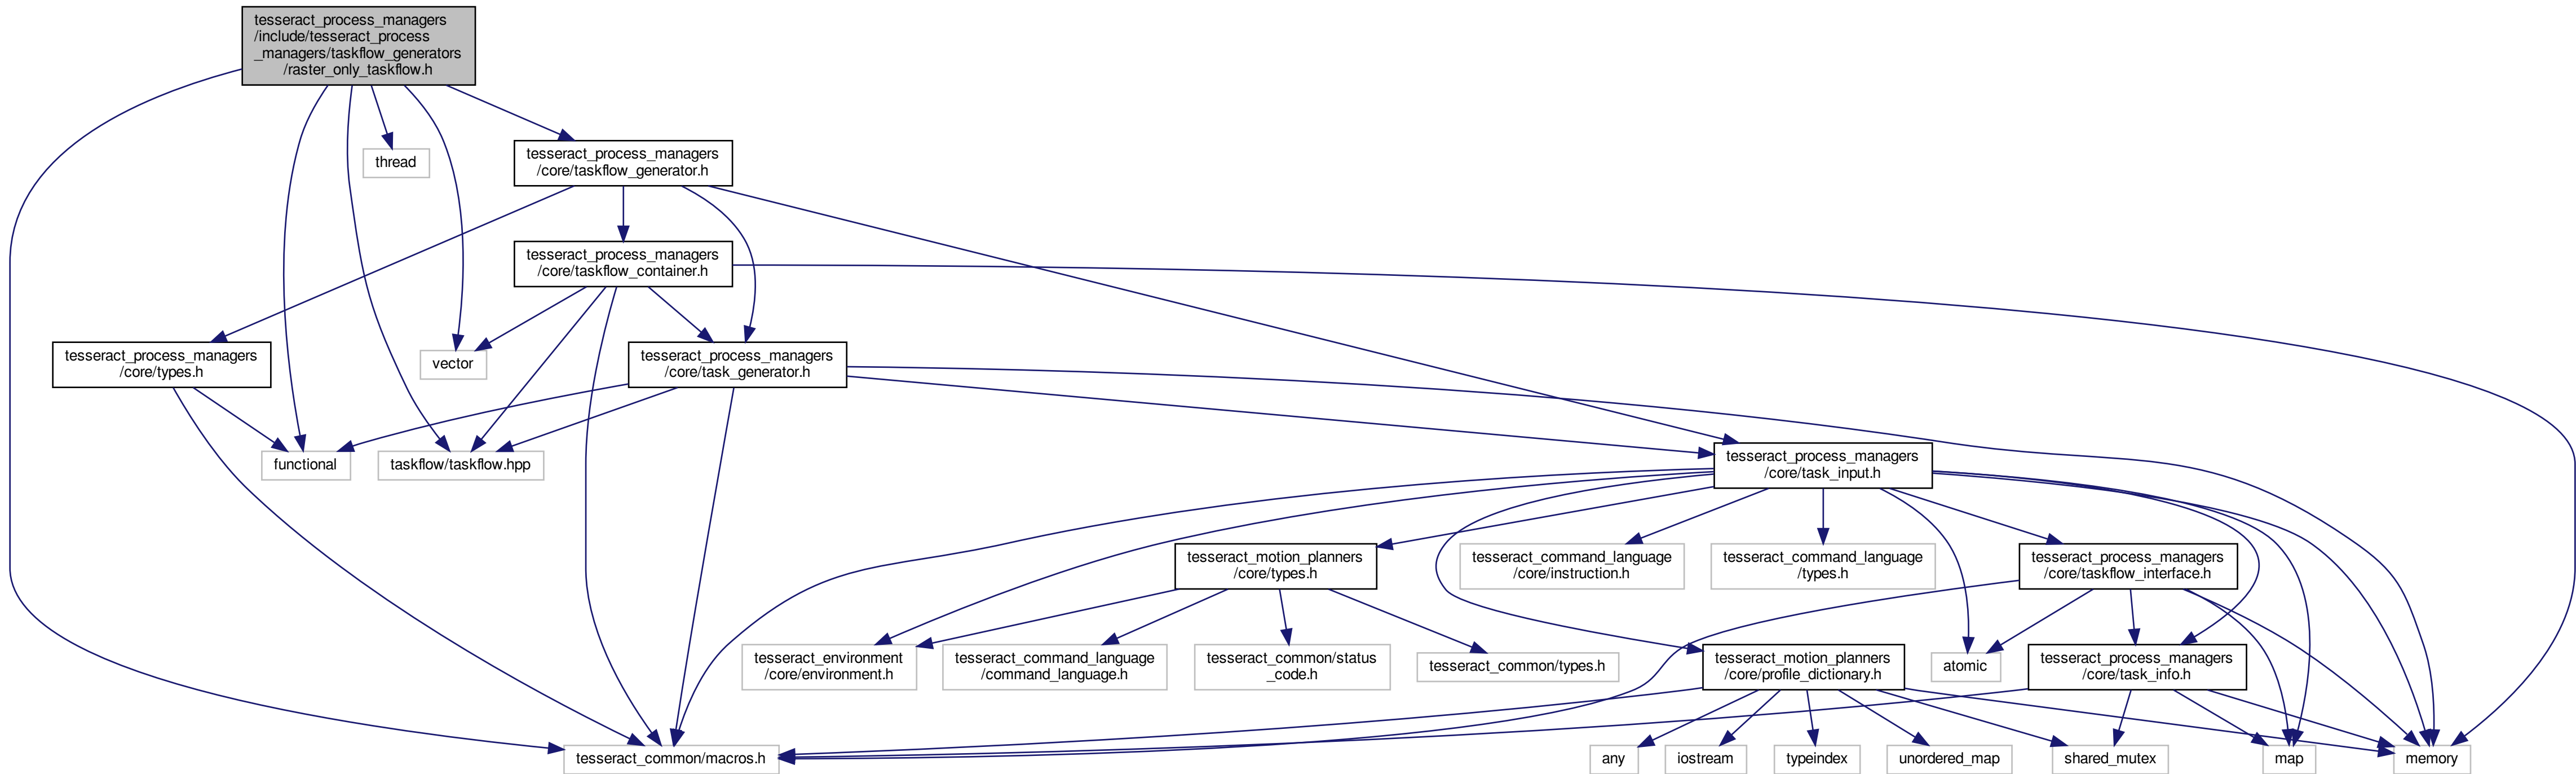 tesseract_process_managers
/include/tesseract_process
_managers/taskflow_generators
/raster_only_taskflow.h
thread
tesseract_process_managers
/core/taskflow_generator.h
tesseract_process_managers
/core/taskflow_container.h
tesseract_process_managers
/core/types.h
vector
tesseract_process_managers
/core/task_generator.h
functional
taskflow/taskflow.hpp
tesseract_process_managers
/core/task_input.h
tesseract_motion_planners
/core/types.h
tesseract_command_language
/core/instruction.h
tesseract_command_language
/types.h
tesseract_process_managers
/core/taskflow_interface.h
tesseract_environment
/core/environment.h
tesseract_command_language
/command_language.h
tesseract_common/status
_code.h
tesseract_common/types.h
tesseract_motion_planners
/core/profile_dictionary.h
atomic
tesseract_process_managers
/core/task_info.h
tesseract_common/macros.h
any
iostream
typeindex
unordered_map
shared_mutex
map
memory